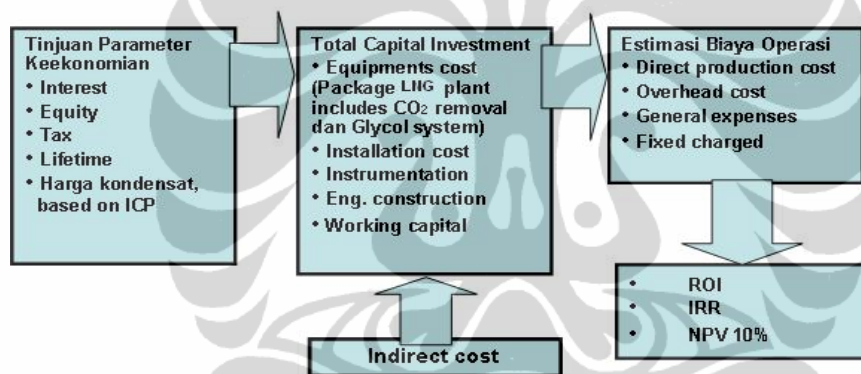 Tinjuan Parameter
Keekonomian
• Interest
• Equity
• Tax
• Lifetime
• Harga kondensat,
based on ICP
Total Capital Investment
• Equipments cost
(Package LNG plant
includes CO₂ removal
dan Glycol system)
• Installation cost
• Instrumentation
• Eng. construction
• Working capital
Estimasi Biaya Operasi
• Direct production cost
• Overhead cost
• General expenses
• Fixed charged
• ROI
• IRR
• NPV 10%
Indirect cost